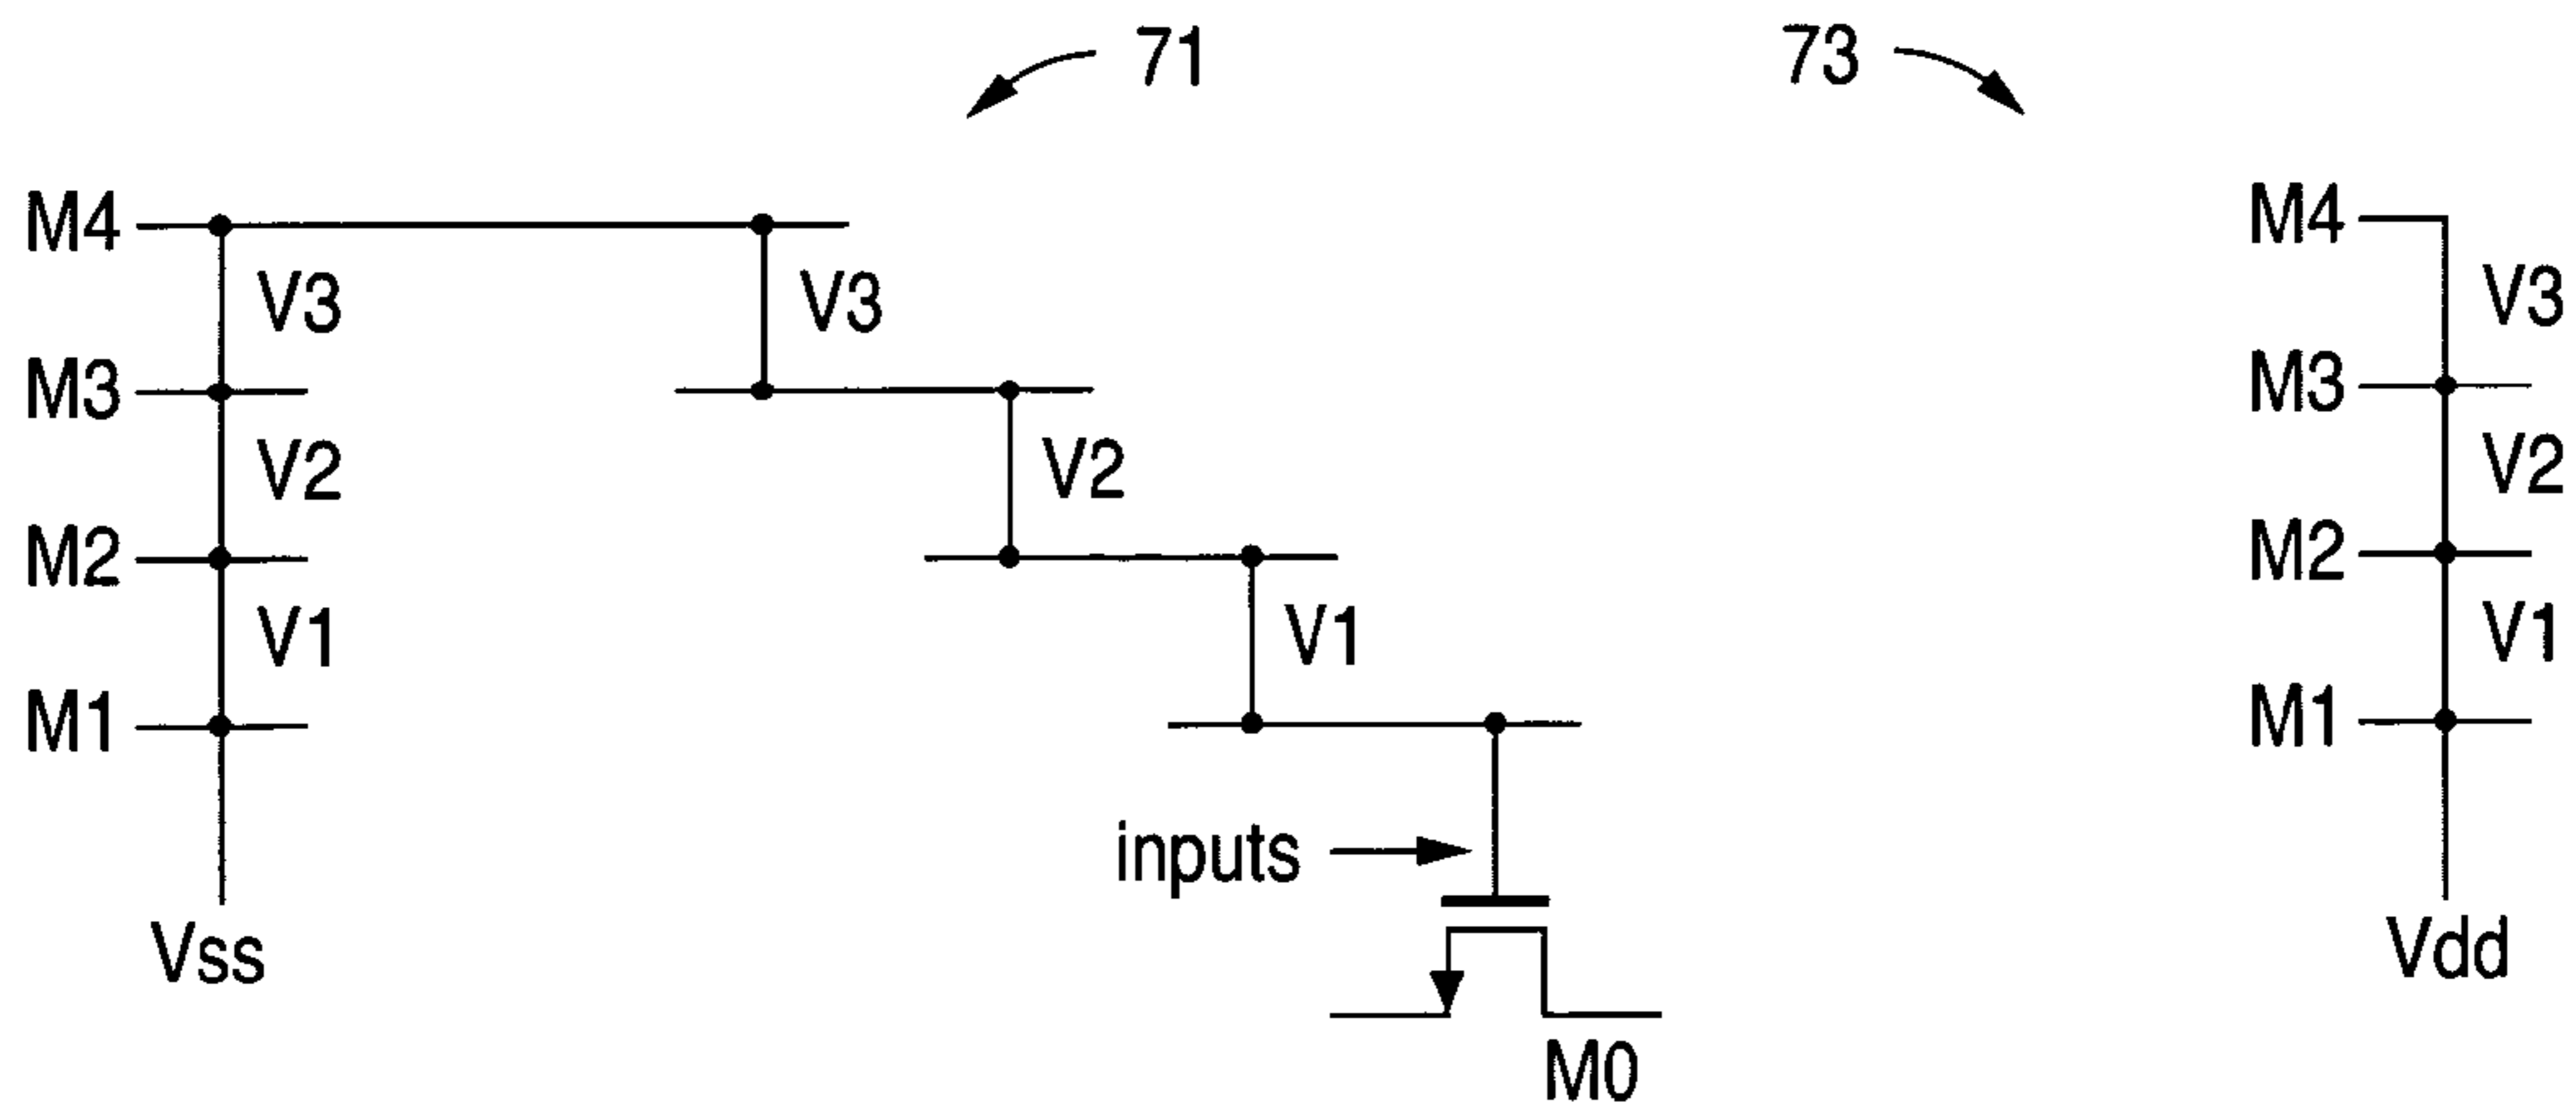 71 73
M4 M4
V3 V3 V3
M3 M3
V2 V2 V2
M2 M2
V1 V1 V1
M1 M1
inputs
Vss Vdd
M0